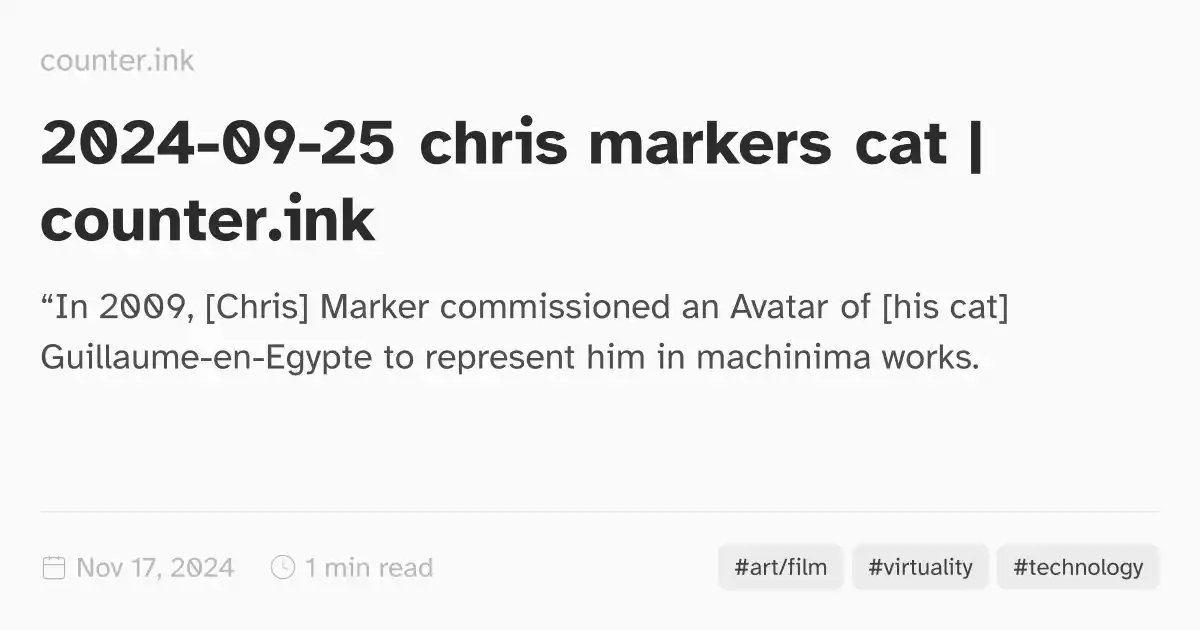 counter.ink
2024-09-25 chris markers cat |
counter.ink
“In 2009, [Chris] Marker commissioned an Avatar of [his cat]
Guillaume-en-Egypte to represent him in machinima works.
Nov 17, 2024 1 min read #art/film #virtuality #technology